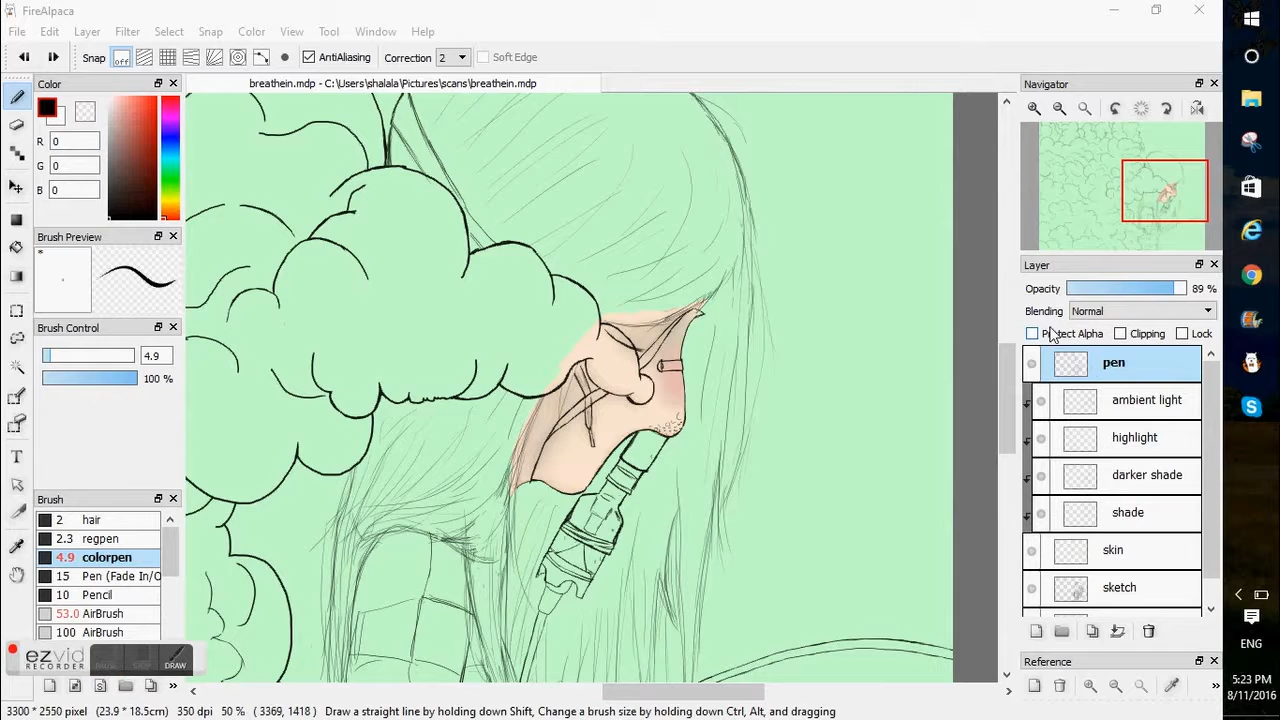 FireAlpaca
File Edit Layer Filter Select Snap Color View Tool Window Help
Snap off AntiAliasing Correction 2 Soft Edge
Color
breathein.mdp - C:\Users\shalala\Pictures\scans\breathein.mdp
Navigator
R 0
G 0
B 0
Brush Preview
*
Layer
Opacity 89 %
Blending Normal
Protect Alpha Clipping Lock
Brush Control
4.9
100 %
pen
ambient light
highlight
darker shade
shade
skin
sketch
Brush
2 hair
2.3 regpen
4.9 colorpen
15 Pen (Fade In/O
10 Pencil
53.0 AirBrush
100 AirBrush
ezvid
RECORDER
PAUSE STOP DRAW
T
S
Reference
ENG
5:23 PM
8/11/2016
3300 * 2550 pixel (23.9 * 18.5cm) 350 dpi 50 % ( 3369, 1418 ) Draw a straight line by holding down Shift, Change a brush size by holding down Ctrl, Alt, and dragging